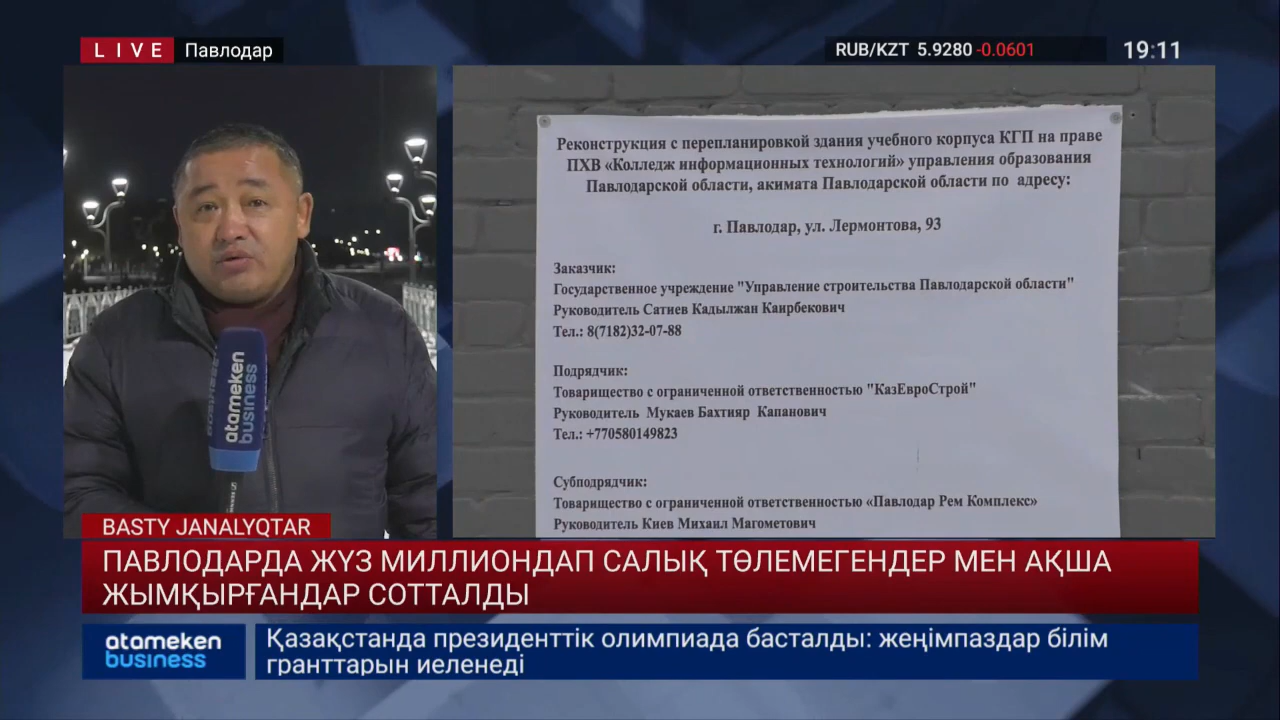 LIVE Павлодар
RUB/KZT 5.9280 -0.0601
19:11
Реконструкция с перепланировкой здания учебного корпуса КГП на праве
ПХВ «Колледж информационных технологий» управления образования
Павлодарской области, акимата Павлодарской области по адресу:
г. Павлодар, ул. Лермонтова, 93
Заказчик:
Государственное учреждение "Управление строительства Павлодарской области"
Руководитель Сатиев Кадылжан Каирбекович
Тел.: 8(7182)32-07-88
Подрядчик:
Товарищество с ограниченной ответственностью "КазЕвроСтрой"
Руководитель Мукаев Бахтияр Капанович
Тел.: +770580149823
Субподрядчик:
Товарищество с ограниченной ответственностью «Павлодар Рем Комплекс»
Руководитель Киев Михаил Магометович
atameken
business
BASTY JANALYQTAR
ПАВЛОДАРДА ЖҮЗ МИЛЛИОНДАП САЛЫҚ ТӨЛЕМЕГЕНДЕР МЕН АҚША
ЖЫМҚЫРҒАНДАР СОТТАЛДЫ
atameken
business
Қазақстанда президенттік олимпиада басталды: жеңімпаздар білім
гранттарын иеленеді